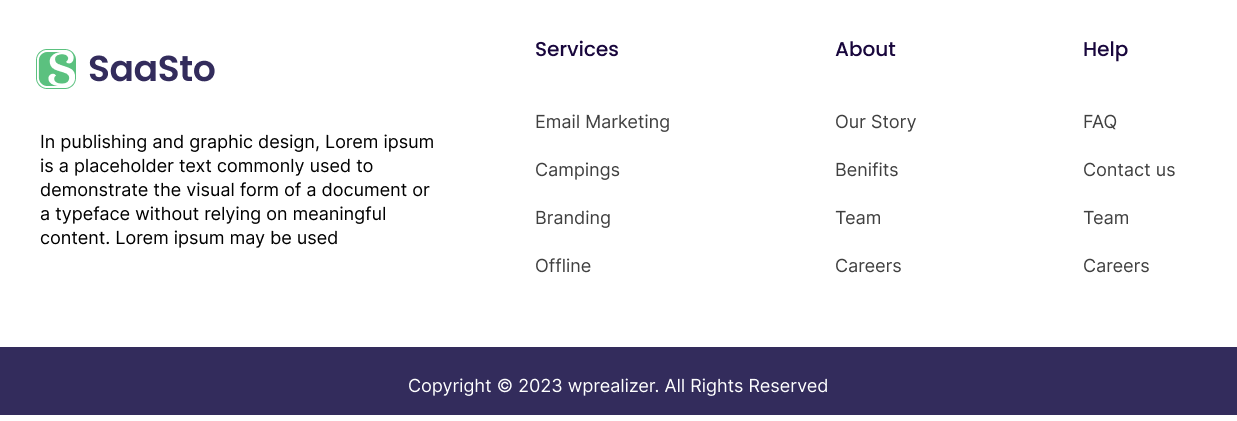 SaaSto
In publishing and graphic design, Lorem ipsum
is a placeholder text commonly used to
demonstrate the visual form of a document or
a typeface without relying on meaningful
content. Lorem ipsum may be used
Services
Email Marketing
Campings
Branding
Offline
About
Our Story
Benifits
Team
Careers
Help
FAQ
Contact us
Team
Careers
Copyright © 2023 wprealizer. All Rights Reserved